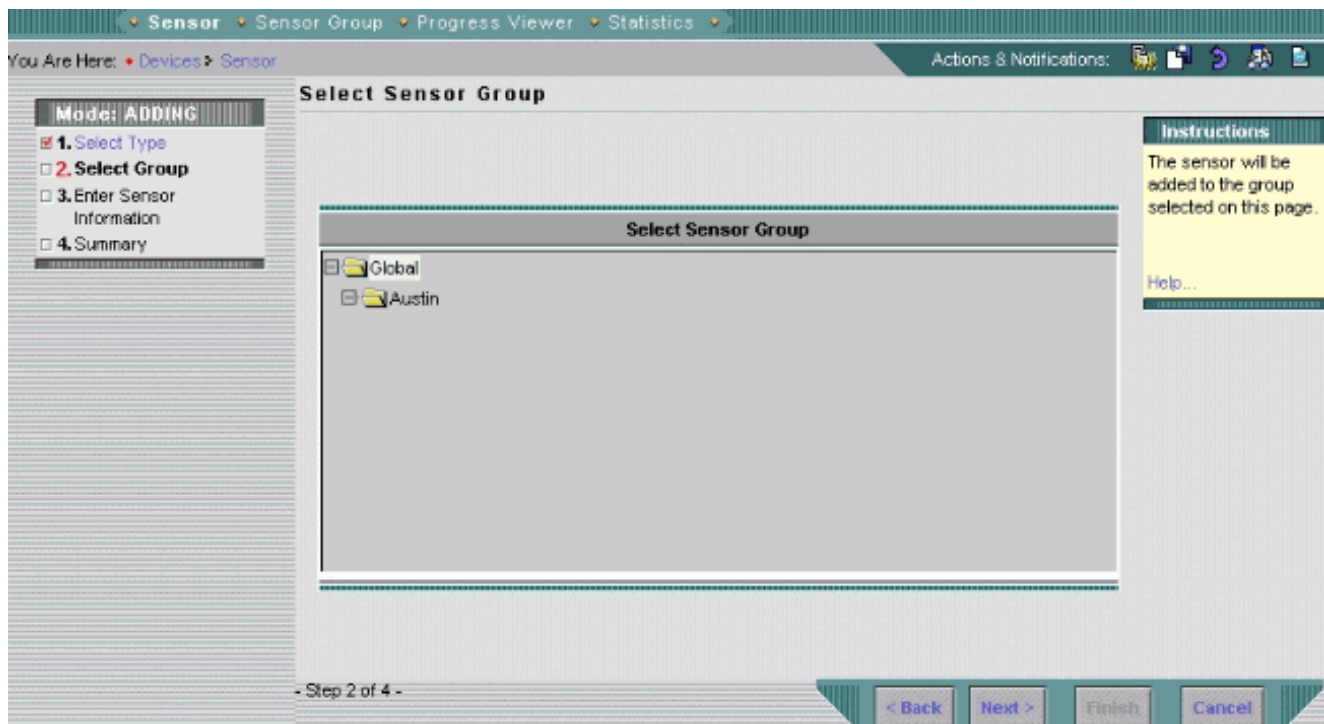 Sensor Sensor Group Progress Viewer Statistics
You Are Here: Devices Sensor
Actions & Notifications:
Mode: ADDING
1. Select Type
2. Select Group
3. Enter Sensor
Information
4. Summary
Select Sensor Group
Select Sensor Group
Global
Austin
Instructions
The sensor will be
added to the group
selected on this page.
Help...
- Step 2 of 4 -
< Back Next > Finish Cancel